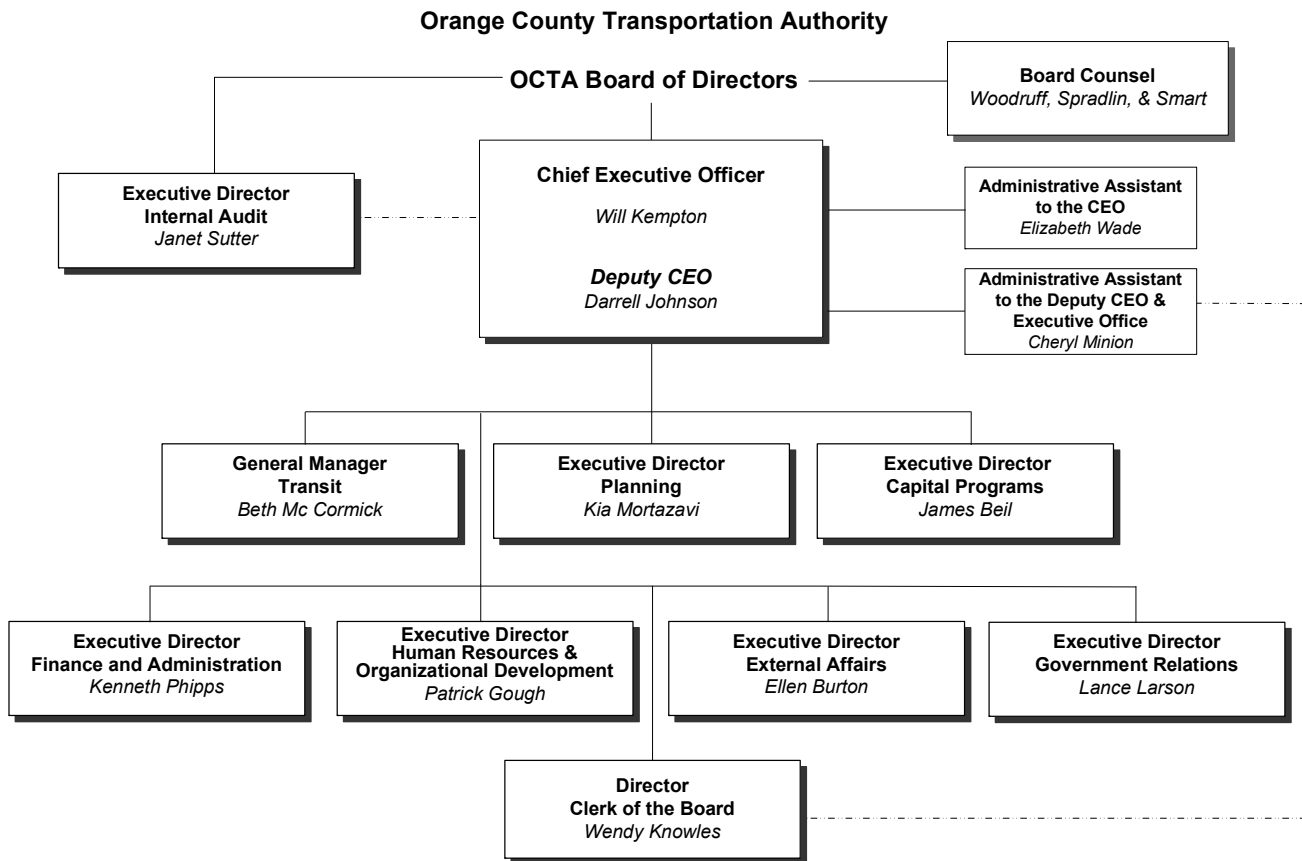 Orange County Transportation Authority
OCTA Board of Directors
Board Counsel
Woodruff, Spradlin, & Smart
Executive Director
Internal Audit
Janet Sutter
Chief Executive Officer
Will Kempton
Deputy CEO
Darrell Johnson
Administrative Assistant
to the CEO
Elizabeth Wade
Administrative Assistant
to the Deputy CEO &
Executive Office
Cheryl Minion
General Manager
Transit
Beth Mc Cormick
Executive Director
Planning
Kia Mortazavi
Executive Director
Capital Programs
James Beil
Executive Director
Finance and Administration
Kenneth Phipps
Executive Director
Human Resources &
Organizational Development
Patrick Gough
Executive Director
External Affairs
Ellen Burton
Executive Director
Government Relations
Lance Larson
Director
Clerk of the Board
Wendy Knowles